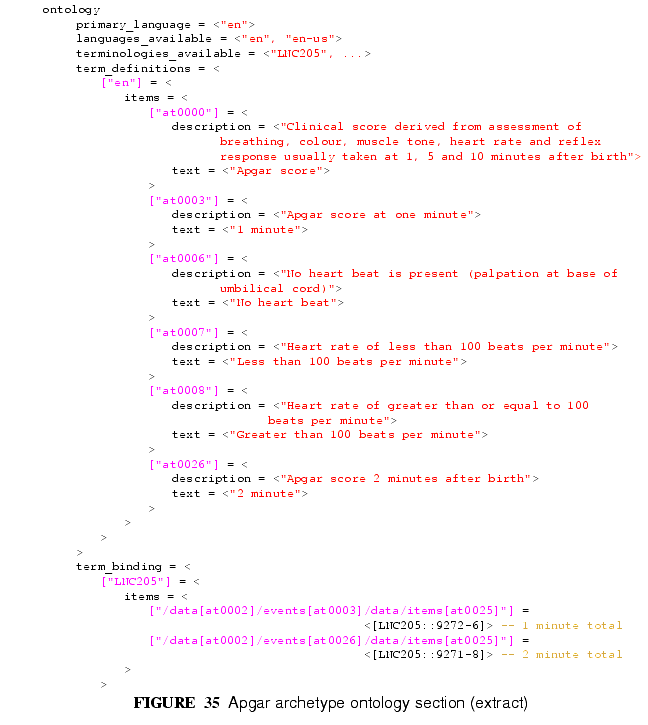 ontology
primary_language = <"en">
languages_available = <"en", "en-us">
terminologies_available = <"LNC205", ...>
term_definitions = <
["en"] = <
items = <
["at0000"] = <
description = <"Clinical score derived from assessment of
breathing, colour, muscle tone, heart rate and reflex
response usually taken at 1, 5 and 10 minutes after birth">
text = <"Apgar score">
>
["at0003"] = <
description = <"Apgar score at one minute">
text = <"1 minute">
>
["at0006"] = <
description = <"No heart beat is present (palpation at base of
umbilical cord)">
text = <"No heart beat">
>
["at0007"] = <
description = <"Heart rate of less than 100 beats per minute">
text = <"Less than 100 beats per minute">
>
["at0008"] = <
description = <"Heart rate of greater than or equal to 100
beats per minute">
text = <"Greater than 100 beats per minute">
>
["at0026"] = <
description = <"Apgar score 2 minutes after birth">
text = <"2 minute">
>
>
>
>
term_binding = <
["LNC205"] = <
items = <
["/data[at0002]/events[at0003]/data/items[at0025]"] =
<[LNC205::9272-6]> -- 1 minute total
["/data[at0002]/events[at0026]/data/items[at0025]"] =
<[LNC205::9271-8]> -- 2 minute total
>
>
FIGURE 35 Apgar archetype ontology section (extract)